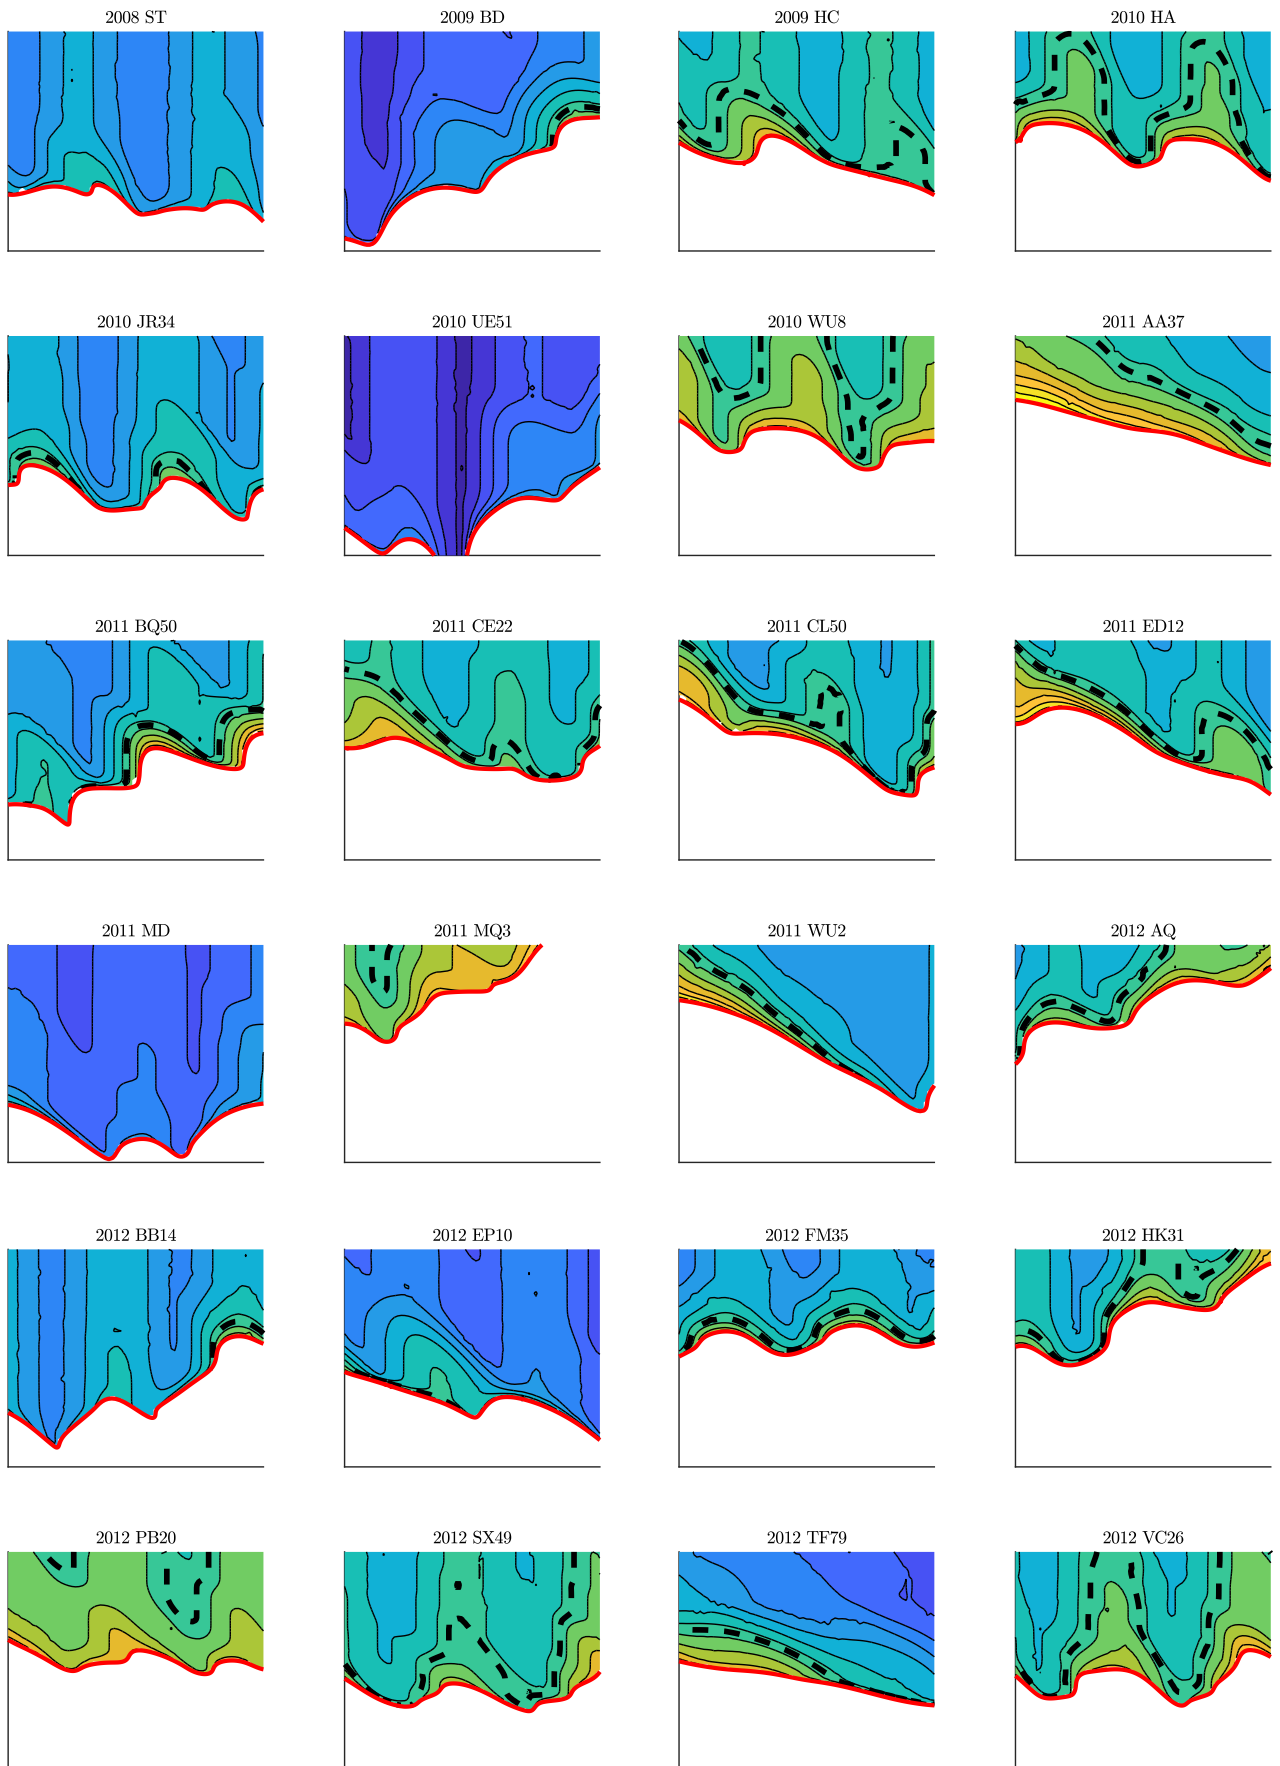 2008 ST
2009 BD
2009 HC
2010 HA
2010 JR34
2010 UE51
2010 WU8
2011 AA37
2011 BQ50
2011 CE22
2011 CL50
2011 ED12
2011 MD
2011 MQ3
2011 WU2
2012 AQ
2012 BB14
2012 EP10
2012 FM35
2012 HK31
2012 PB20
2012 SX49
2012 TF79
2012 VC26